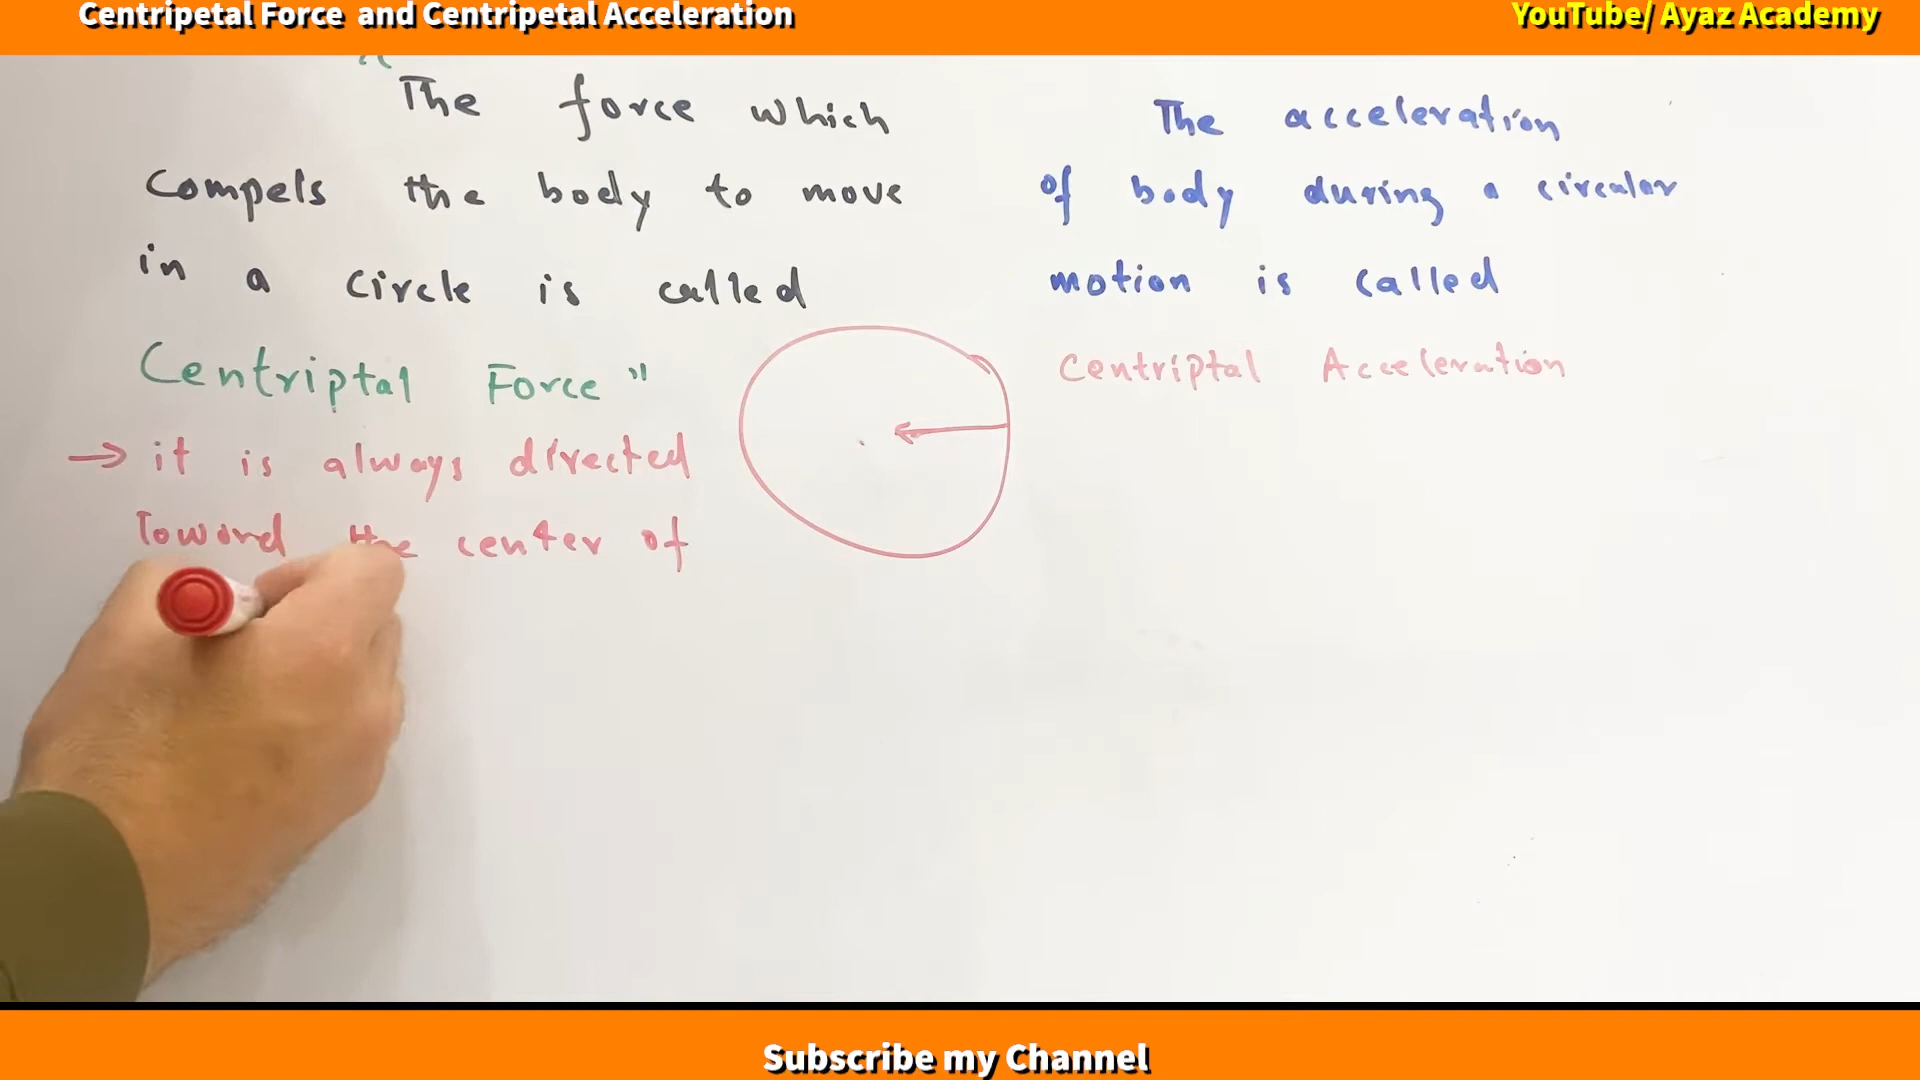 Centripetal Force and Centripetal Acceleration
YouTube/ Ayaz Academy
"The force which
compels the body to move
in a circle is called
Centriptal Force"
→ it is always directed
Toward the center of
The acceleration
of body during a circular
motion is called
Centriptal Acceleration
Subscribe my Channel